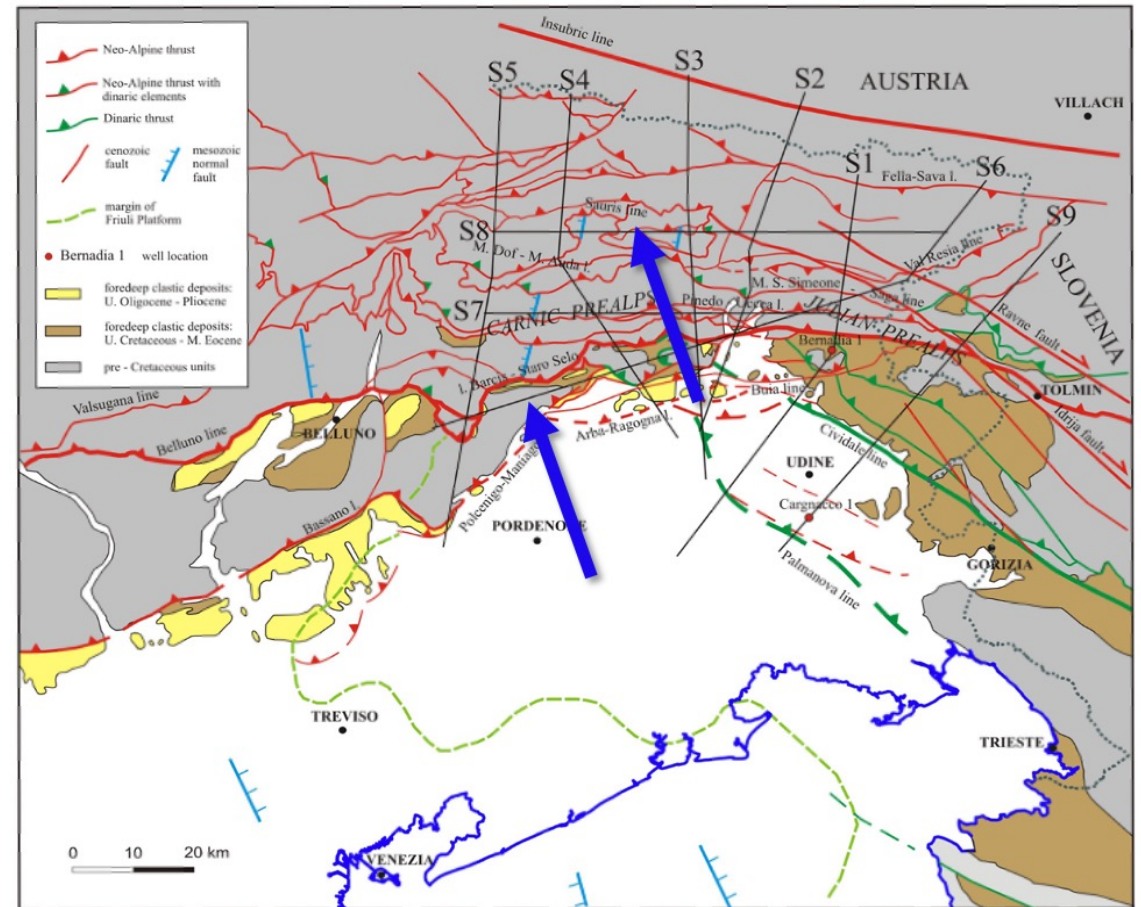 Neo-Alpine thrust
Neo-Alpine thrust with
dinaric elements
Dinaric thrust
cenozoic
fault
mesozoic
normal
fault
margin of
Friuli Platform
Bernadia 1 well location
foredeep clastic deposits:
U. Oligocene - Pliocene
foredeep clastic deposits:
U. Cretaceous - M. Eocene
pre - Cretaceous units
Insubric line
S5
S4
S3
S2
AUSTRIA
VILLACH
S1
Fella-Sava l.
S6
S9
Sauris line
S8
M. Dof - M. Auda l.
Val Resia line
SLOVENIA
M. S. Simeone - Saga line
S7
CARNIC PREALPS
Pinedo
JULIAN PREALPS
Ravne fault
Bernadia 1
l. Barcis - Staro Selo
Valsugana line
Buia line
TOLMIN
Belluno line
BELLUNO
Arba-Ragogna l.
Idrija fault
Cividale line
UDINE
Polcenigo-Maniago
Bassano l.
Cargnacco 1
PORDENONE
GORIZIA
Palmanova line
TREVISO
TRIESTE
0 10 20 km
VENEZIA